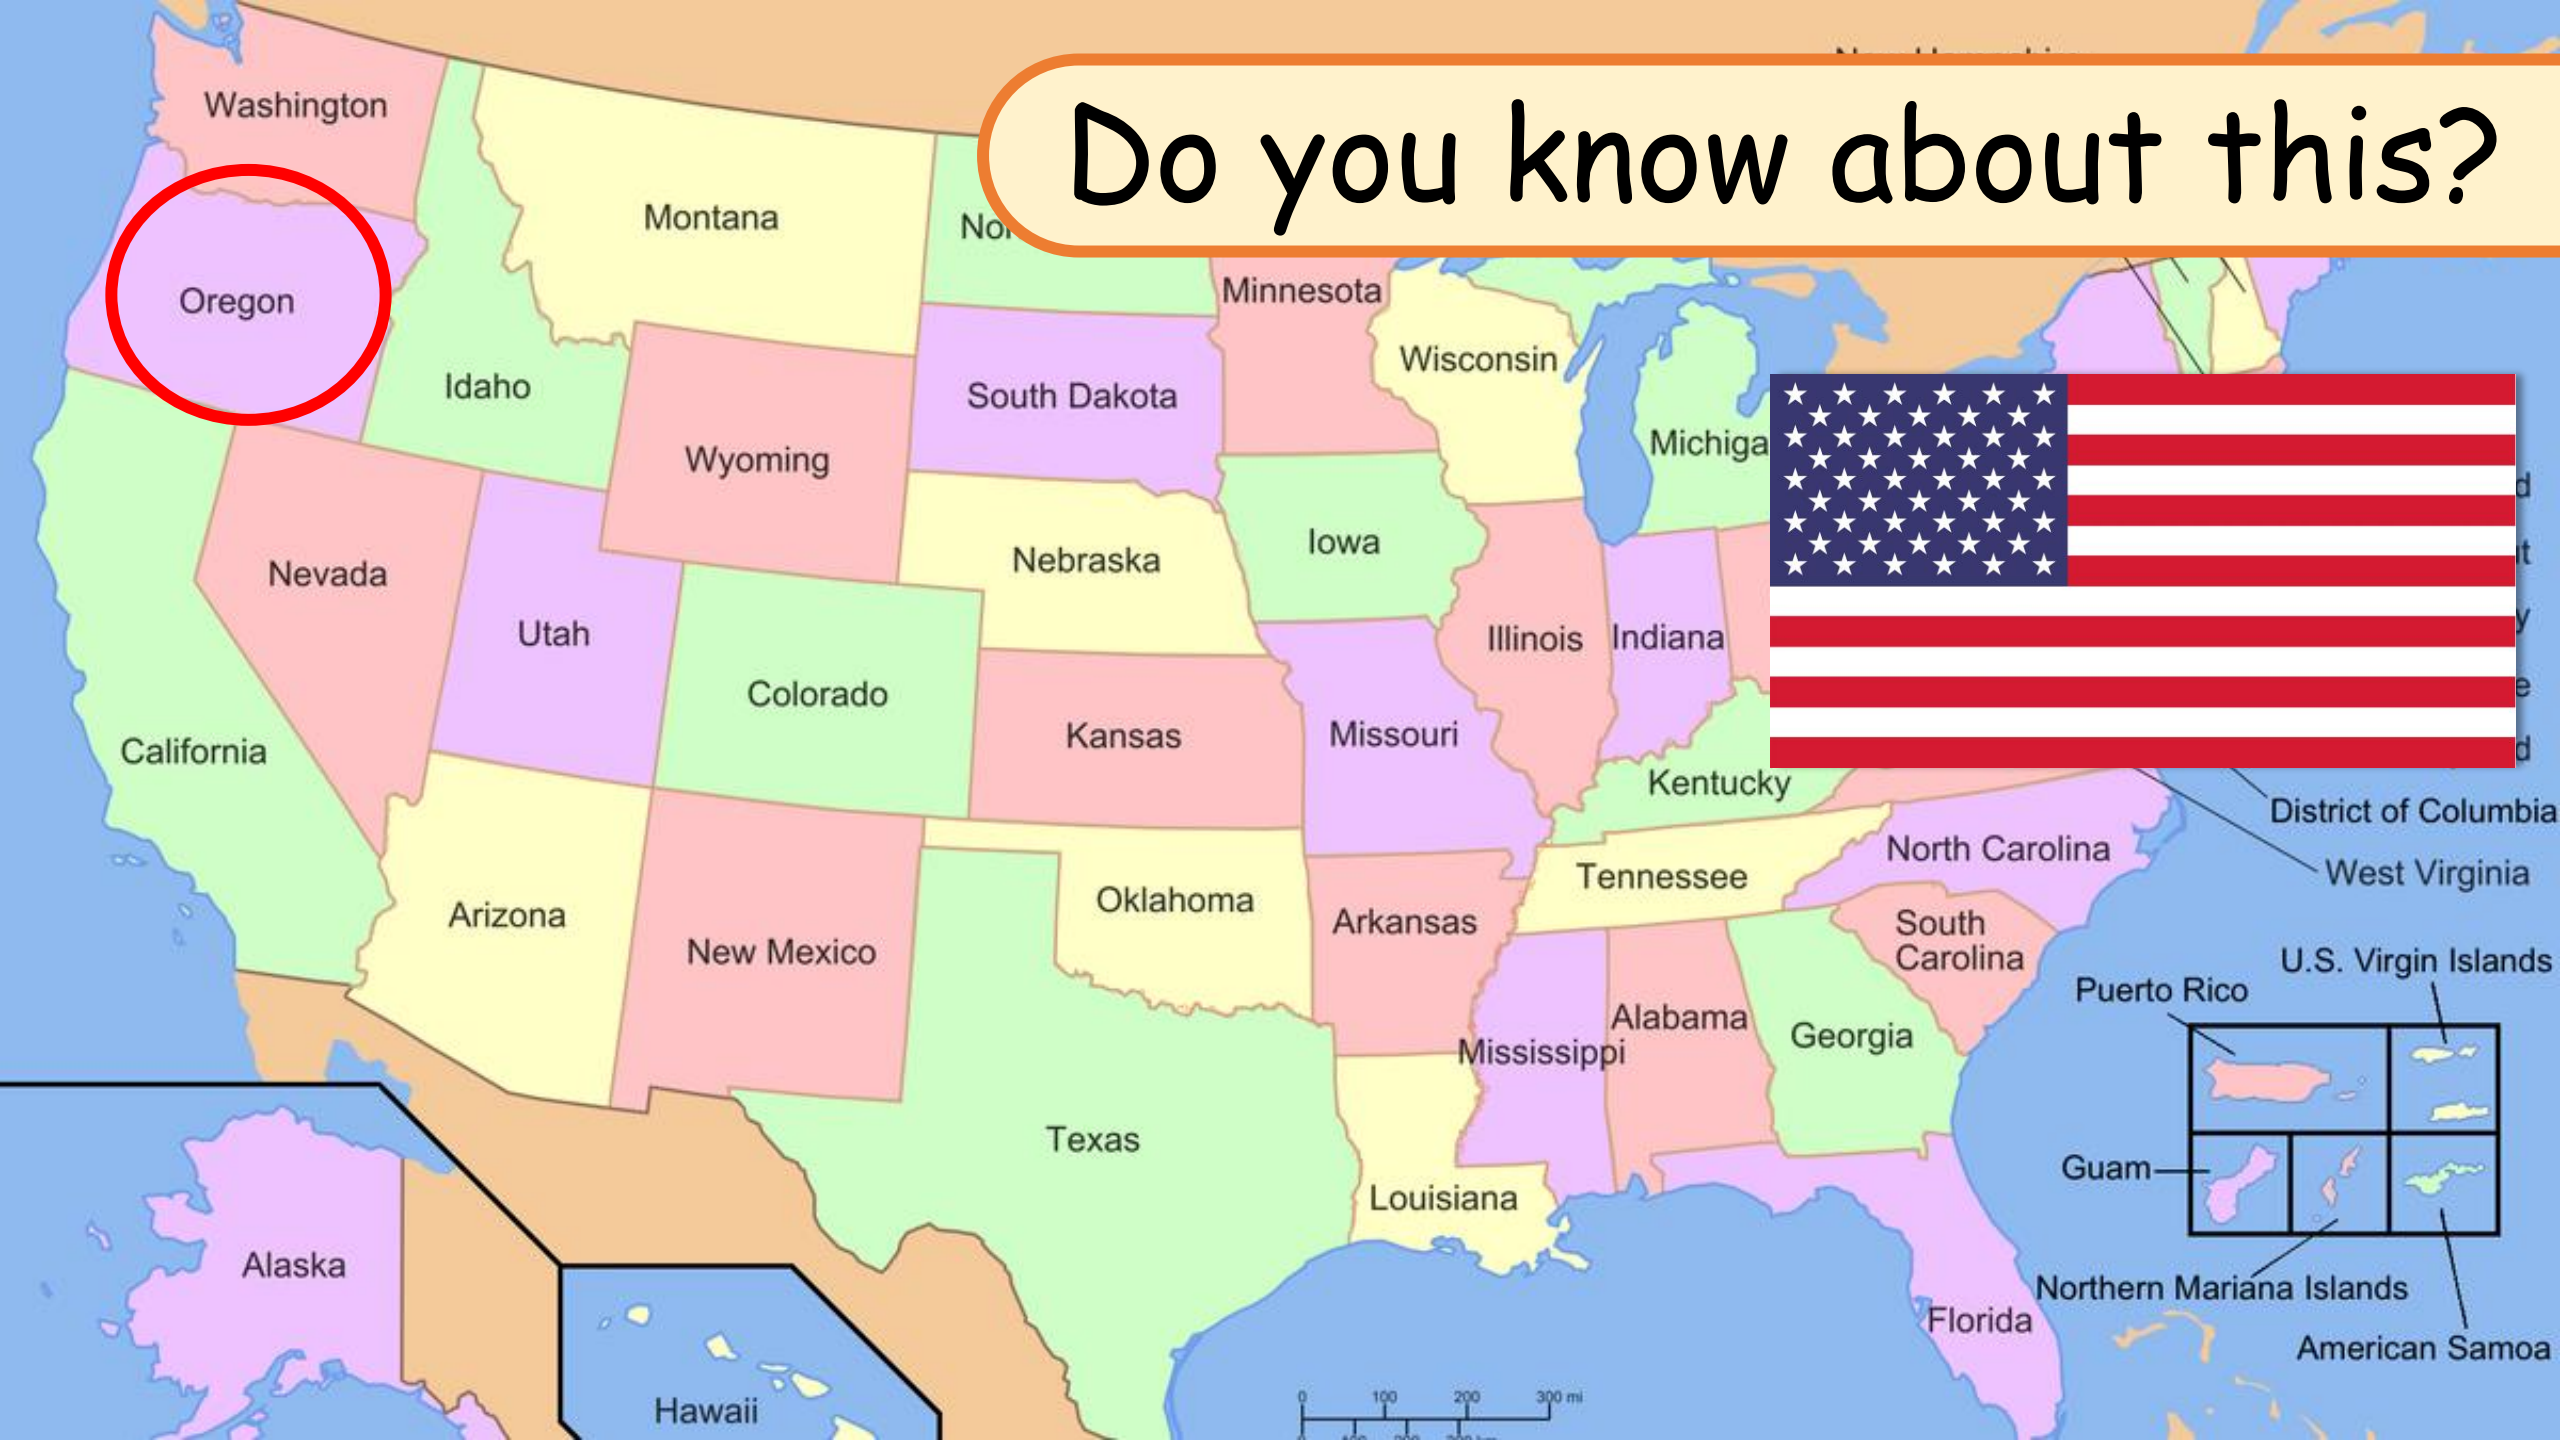 Do you know about this?
Washington
Montana
Minnesota
Oregon
Wisconsin
Idaho
South Dakota
Wyoming
Iowa
Nebraska
Nevada
Utah
Illinois
Indiana
Colorado
Kansas
Missouri
California
Kentucky
District of Columbia
North Carolina
West Virginia
Tennessee
Oklahoma
Arizona
Arkansas
South
Carolina
New Mexico
U.S. Virgin Islands
Puerto Rico
Alabama
Georgia
Mississippi
Texas
Guam
Louisiana
Alaska
Northern Mariana Islands
Florida
American Samoa
Hawaii
0 100 200 300 mi